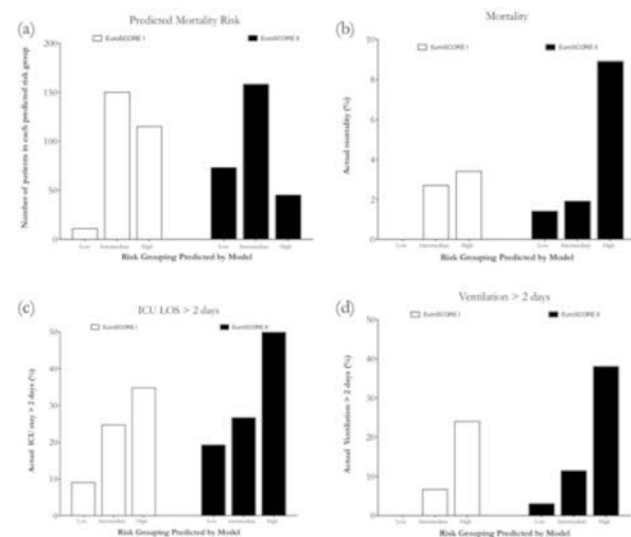 (a) Predicted Mortality Risk
EuroSCORE I EuroSCORE II
Number of patients in each predicted risk group
200
150
100
50
0
Low Intermediate High Low Intermediate High
Risk Grouping Predicted by Model
(b) Mortality
EuroSCORE I EuroSCORE II
Actual mortality (%)
10
8
6
4
2
0
Low Intermediate High Low Intermediate High
Risk Grouping Predicted by Model
(c) ICU LOS > 2 days
EuroSCORE I EuroSCORE II
Actual ICU stay > 2 days (%)
50
40
30
20
10
0
Low Intermediate High Low Intermediate High
Risk Grouping Predicted by Model
(d) Ventilation > 2 days
EuroSCORE I EuroSCORE II
Actual Ventilation > 2 days (%)
50
40
30
20
10
0
Low Intermediate High Low Intermediate High
Risk Grouping Predicted by Model